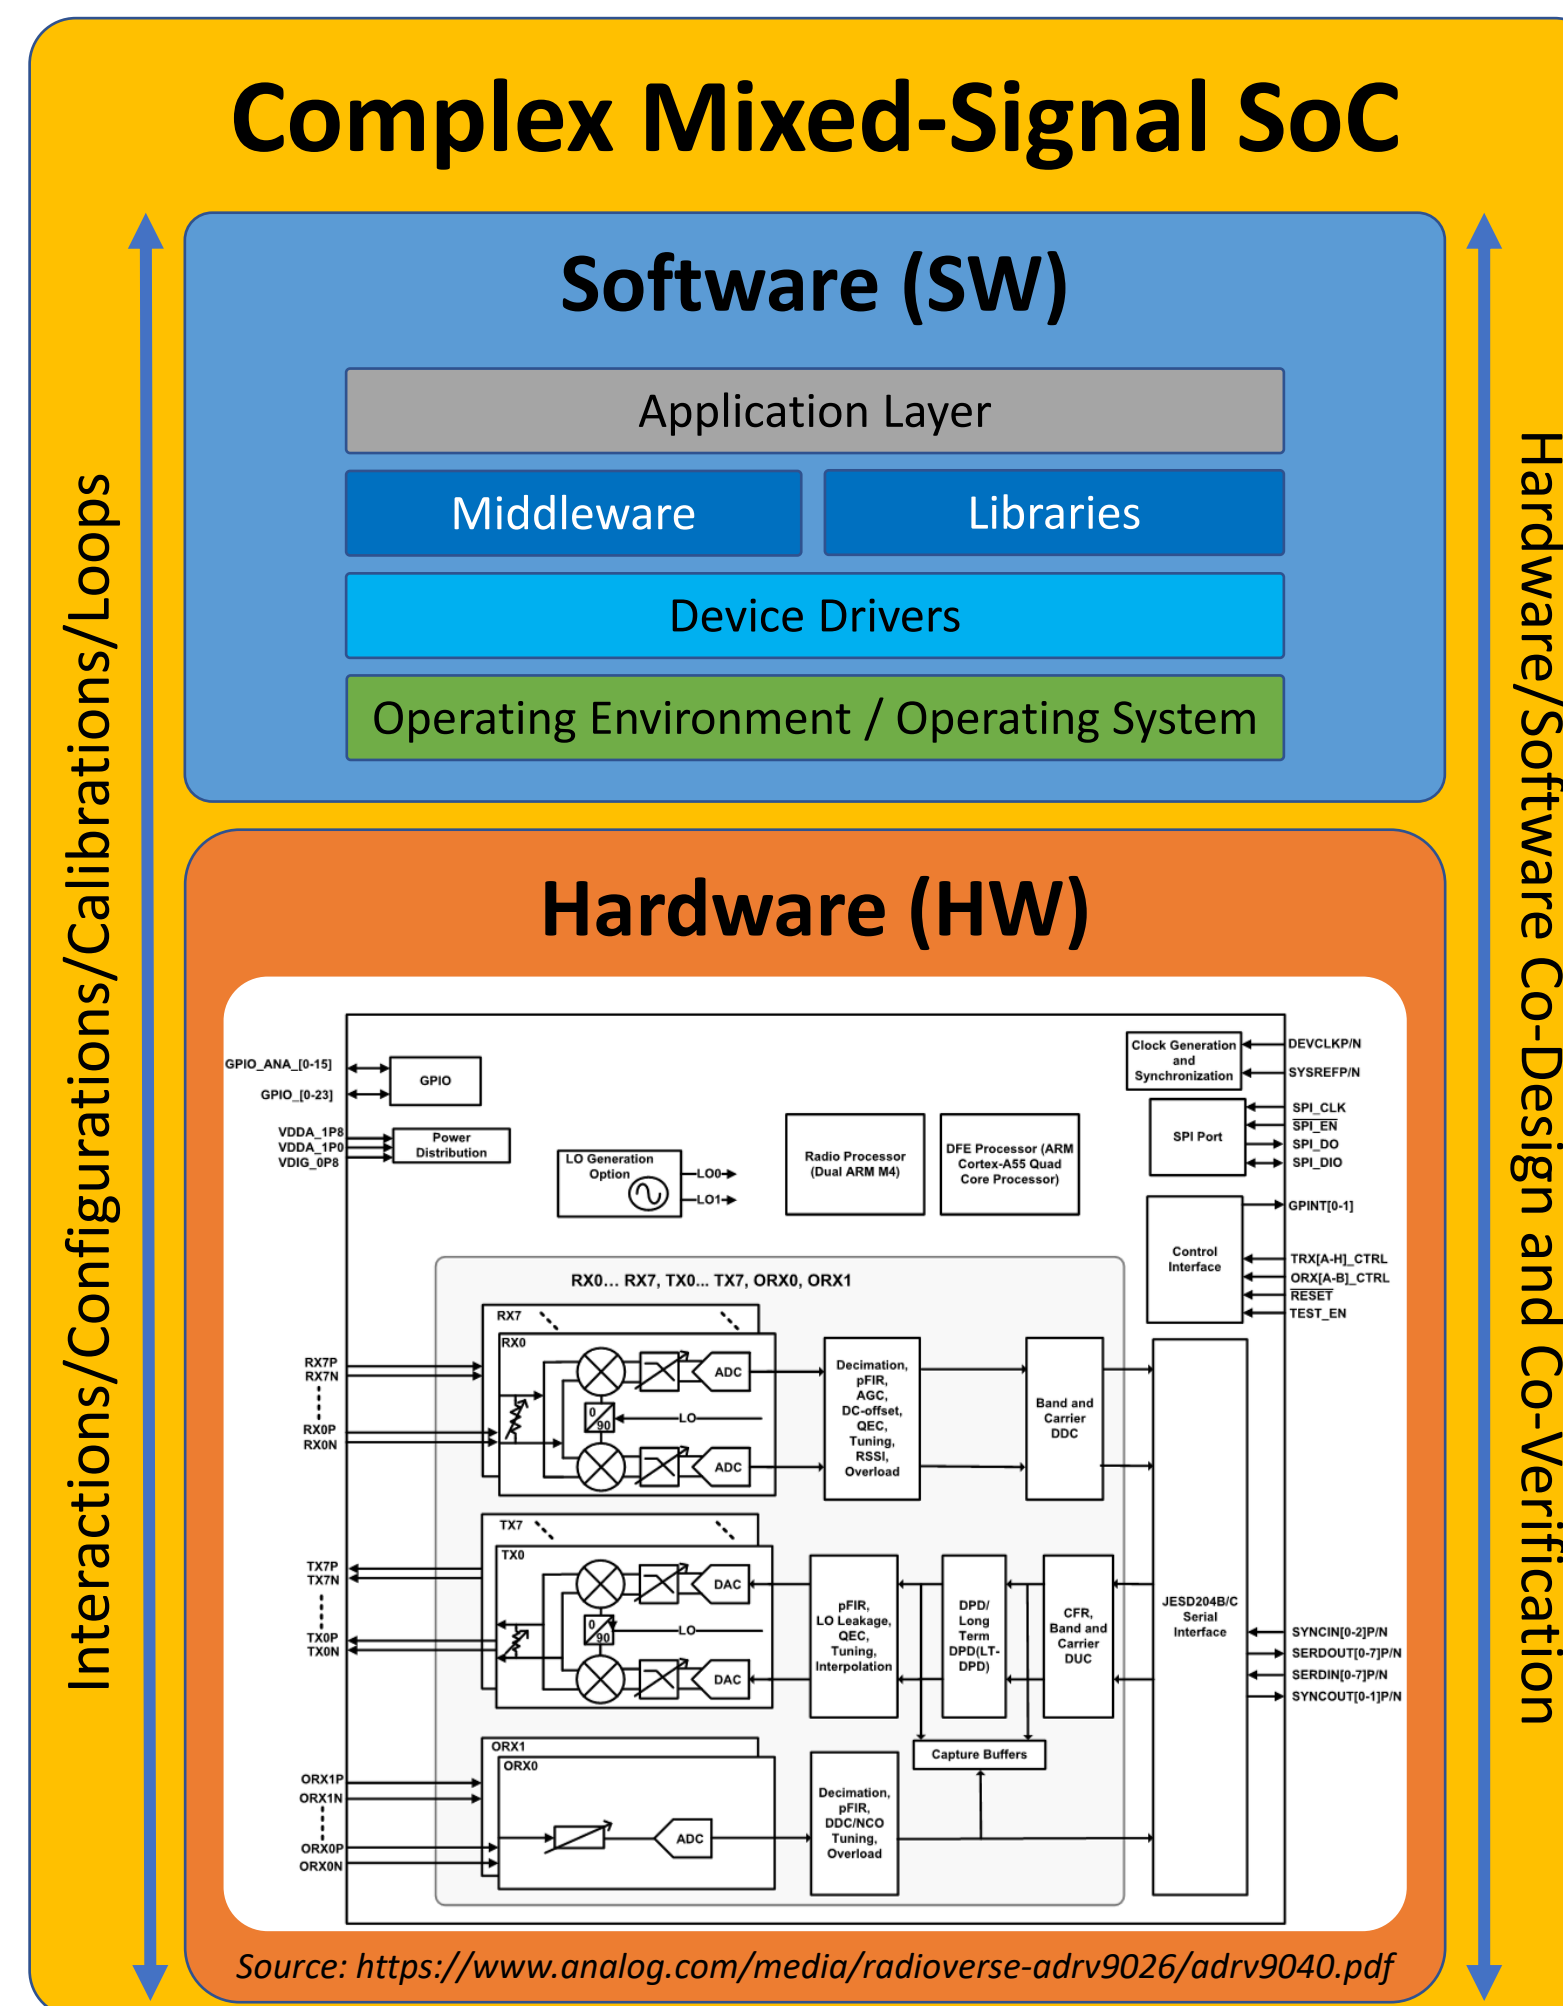 Complex Mixed-Signal SoC
Interactions/Configurations/Calibrations/Loops
Hardware/Software Co-Design and Co-Verification
Software (SW)
Application Layer
Middleware
Libraries
Device Drivers
Operating Environment / Operating System
Hardware (HW)
GPIO_ANA_[0-15]
GPIO_[0-23]
GPIO
VDDA_1P8
VDDA_1P0
VDIG_0P8
Power
Distribution
LO Generation
Option
LO0
LO1
Radio Processor
(Dual ARM M4)
DFE Processor (ARM
Cortex-A55 Quad
Core Processor)
Clock Generation
and
Synchronization
DEVCLKP/N
SYSREFP/N
SPI Port
SPI_CLK
SPI_EN
SPI_DO
SPI_DIO
Control
Interface
GPINT[0-1]
TRX[A-H]_CTRL
ORX[A-B]_CTRL
RESET
TEST_EN
RX0... RX7, TX0... TX7, ORX0, ORX1
RX7P
RX7N
RX0P
RX0N
RX7
RX0
0
90
LO
ADC
ADC
Decimation,
pFIR,
AGC,
DC-offset,
QEC,
Tuning,
RSSI,
Overload
Band and
Carrier
DDC
TX7P
TX7N
TX0P
TX0N
TX7
TX0
0
90
LO
DAC
DAC
pFIR,
LO Leakage,
QEC,
Tuning,
Interpolation
DPD/
Long
Term
DPD(LT-
DPD)
CFR,
Band and
Carrier
DUC
JESD204B/C
Serial
Interface
SYNCIN[0-2]P/N
SERDOUT[0-7]P/N
SERDIN[0-7]P/N
SYNCOUT[0-1]P/N
Capture Buffers
ORX1P
ORX1N
ORX0P
ORX0N
ORX1
ORX0
ADC
Decimation,
pFIR,
DDC/NCO
Tuning,
Overload
Source: https://www.analog.com/media/radioverse-adrv9026/adrv9040.pdf